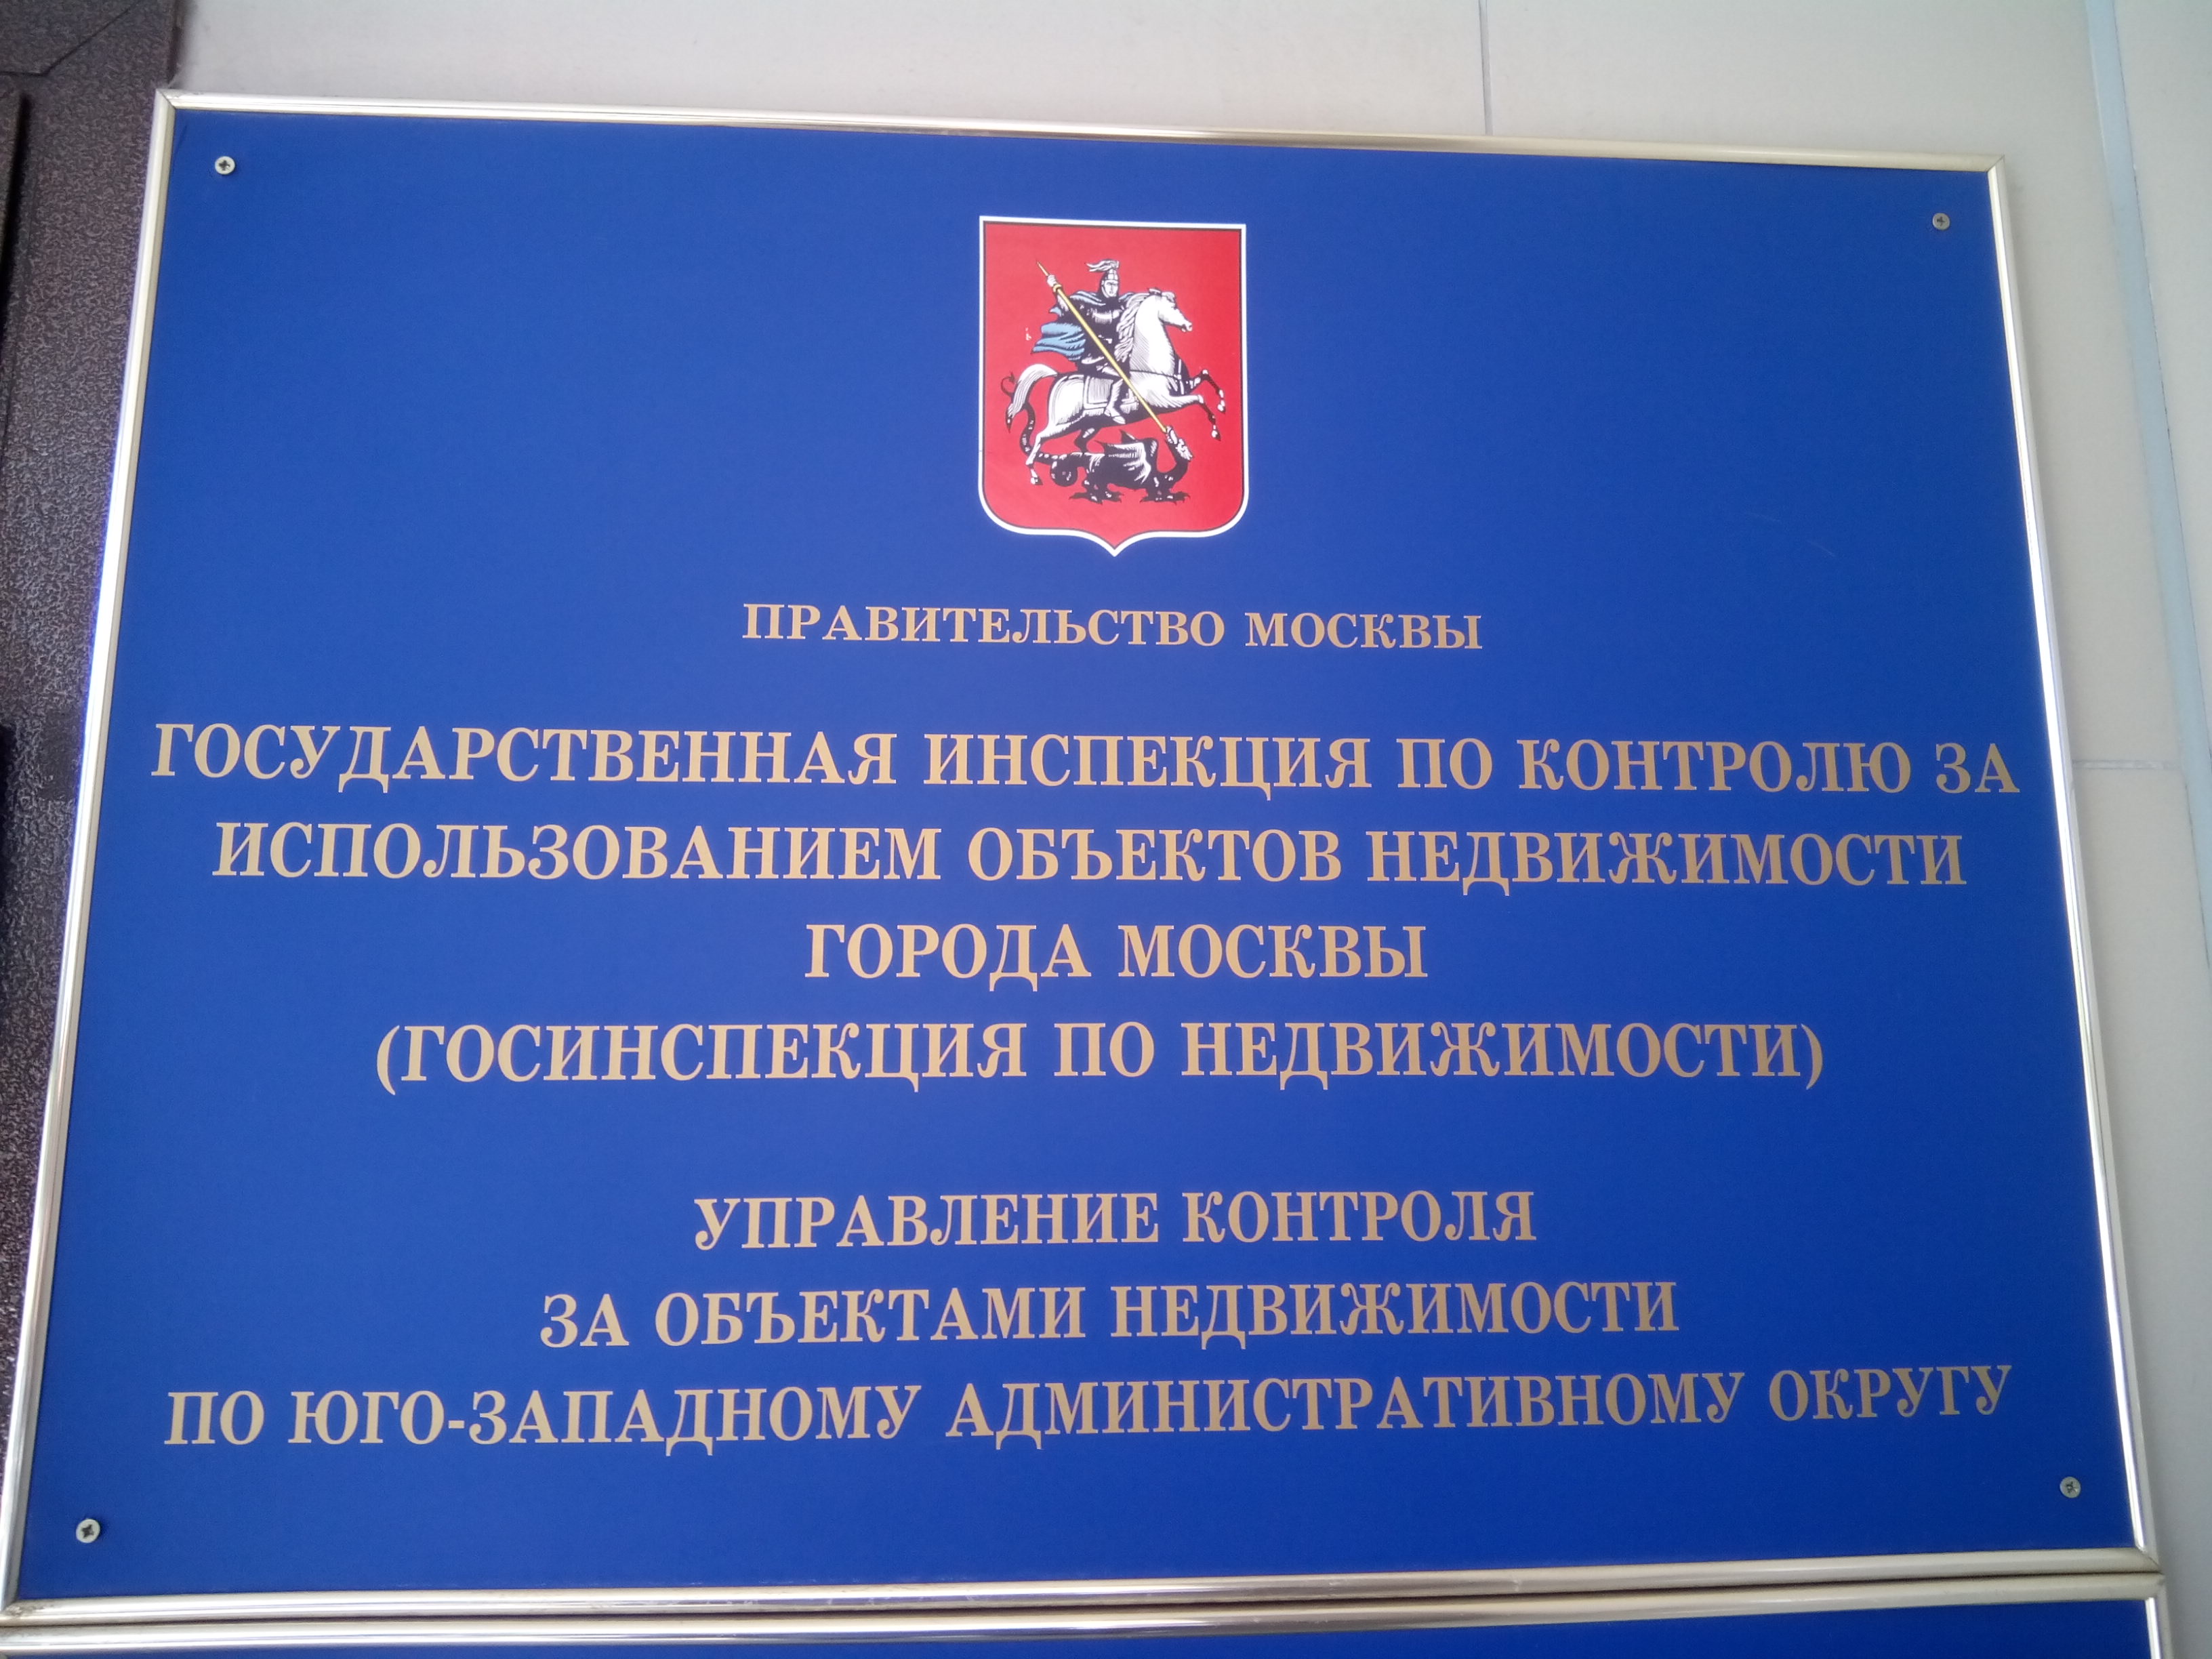 ПРАВИТЕЛЬСТВО МОСКВЫ
ГОСУДАРСТВЕННАЯ ИНСПЕКЦИЯ ПО КОНТРОЛЮ ЗА
ИСПОЛЬЗОВАНИЕМ ОБЪЕКТОВ НЕДВИЖИМОСТИ
ГОРОДА МОСКВЫ
(ГОСИНСПЕКЦИЯ ПО НЕДВИЖИМОСТИ)
УПРАВЛЕНИЕ КОНТРОЛЯ
ЗА ОБЪЕКТАМИ НЕДВИЖИМОСТИ
ПО ЮГО-ЗАПАДНОМУ АДМИНИСТРАТИВНОМУ ОКРУГУ